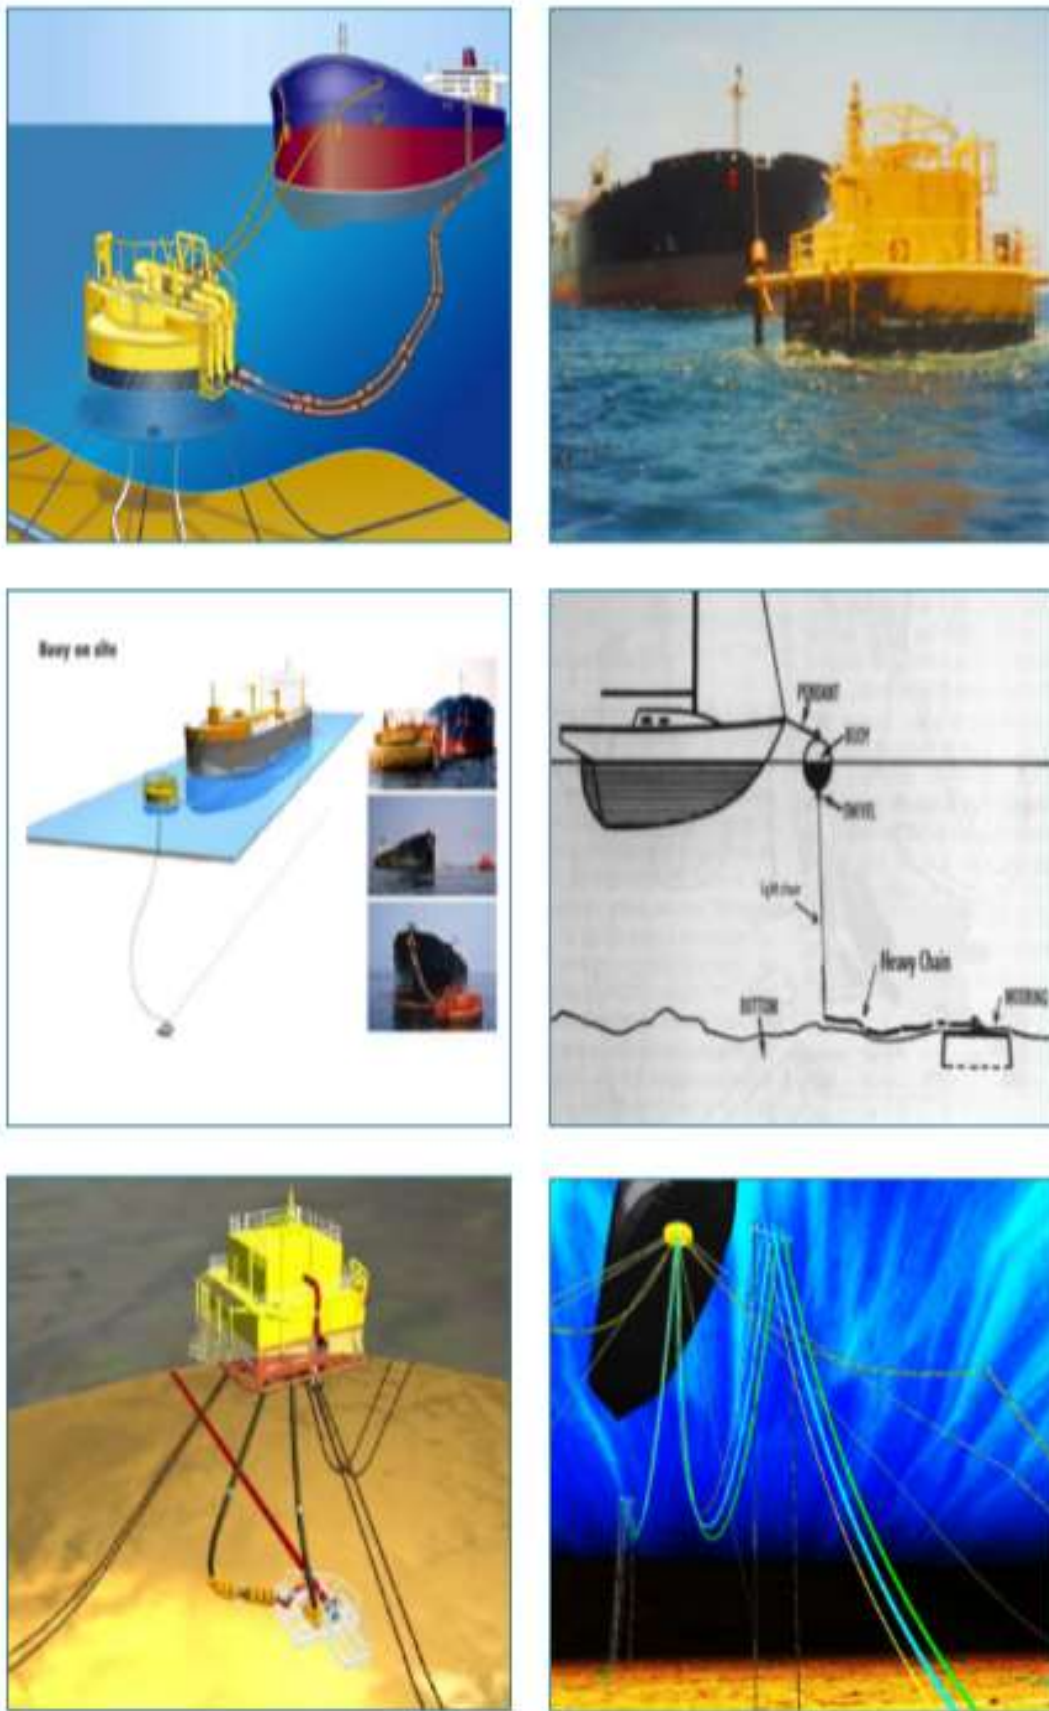 Buoy on site
PENDANT
BUOY
SWIVEL
Light chain
Heavy Chain
BOTTOM
MOORING